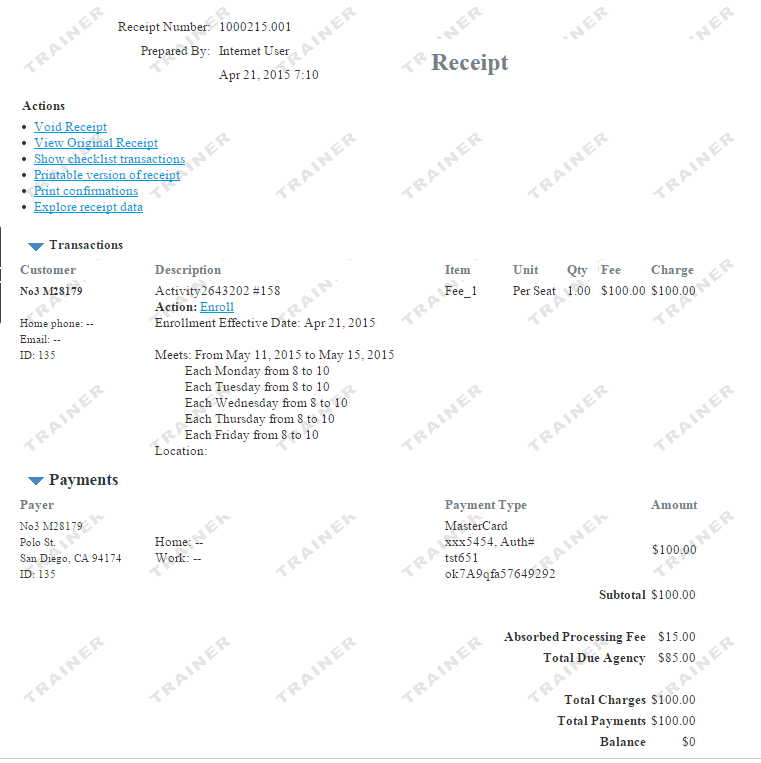 Receipt Number: 1000215.001
Prepared By: Internet User
Apr 21, 2015 7:10
Receipt
Actions
Void Receipt
View Original Receipt
Show checklist transactions
Printable version of receipt
Print confirmations
Explore receipt data
Transactions
Customer Description Item Unit Qty Fee Charge
No3 M28179 Activity2643202 #158 Fee_1 Per Seat 1.00 $100.00 $100.00
Action: Enroll
Home phone: -- Enrollment Effective Date: Apr 21, 2015
Email: --
ID: 135 Meets: From May 11, 2015 to May 15, 2015
Each Monday from 8 to 10
Each Tuesday from 8 to 10
Each Wednesday from 8 to 10
Each Thursday from 8 to 10
Each Friday from 8 to 10
Location:
Payments
Payer Payment Type Amount
No3 M28179 MasterCard
Polo St. Home: -- xxx5454, Auth# $100.00
San Diego, CA 94174 Work: -- tst651
ID: 135 ok7A9qfa57649292
Subtotal $100.00
Absorbed Processing Fee $15.00
Total Due Agency $85.00
Total Charges $100.00
Total Payments $100.00
Balance $0
TRAINER